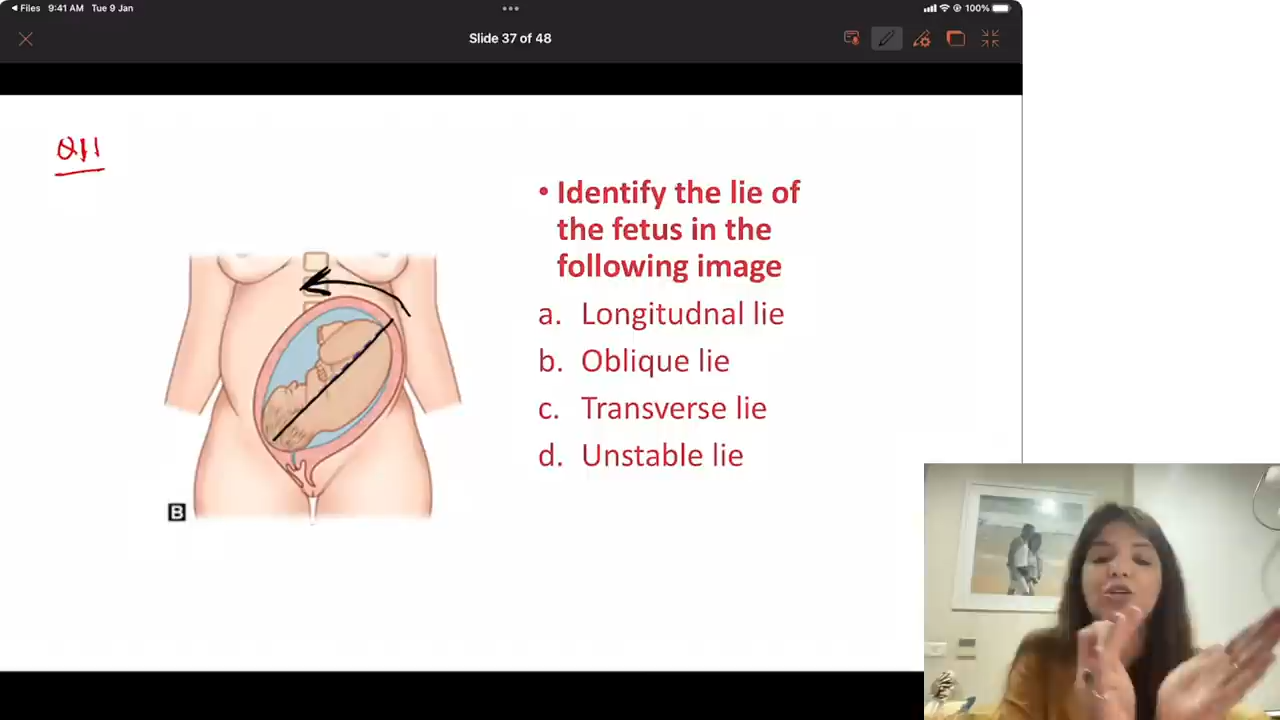 ◀ Files 9:41 AM Tue 9 Jan
100%
Slide 37 of 48
Q11
• Identify the lie of
the fetus in the
following image
a. Longitudnal lie
b. Oblique lie
c. Transverse lie
d. Unstable lie
B